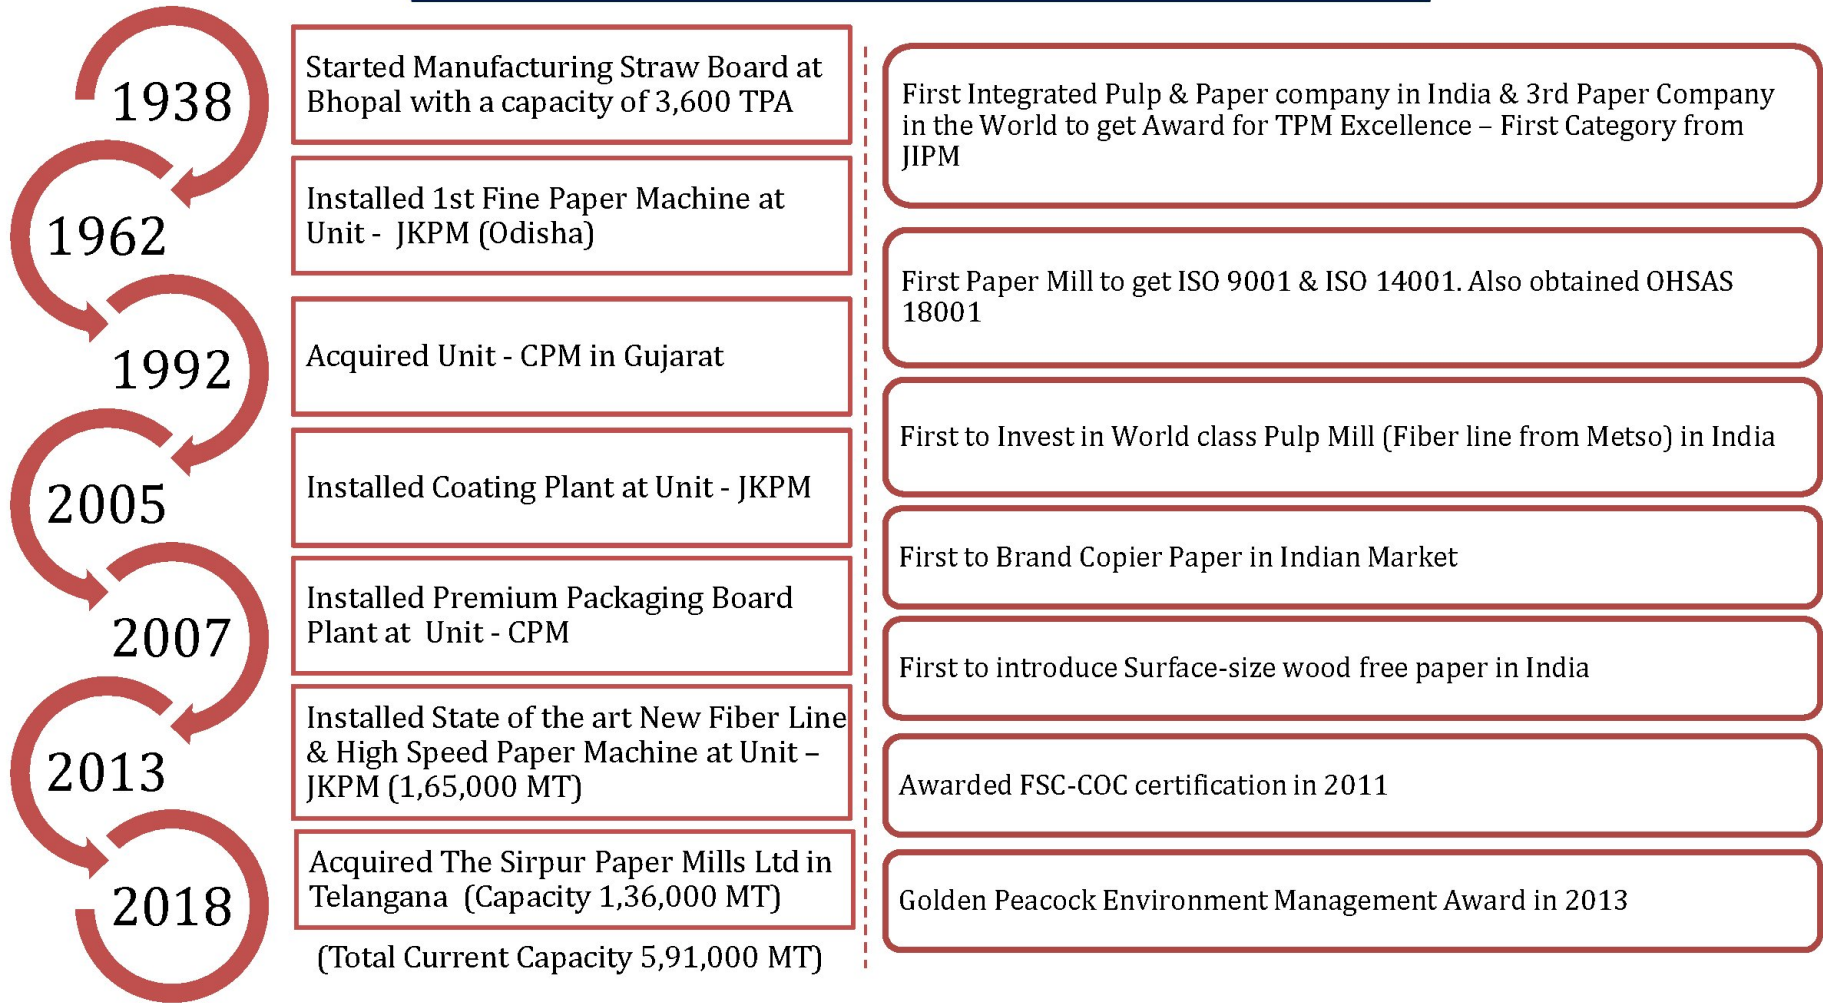 1938
Started Manufacturing Straw Board at
Bhopal with a capacity of 3,600 TPA
1962
Installed 1st Fine Paper Machine at
Unit - JKPM (Odisha)
1992
Acquired Unit - CPM in Gujarat
2005
Installed Coating Plant at Unit - JKPM
2007
Installed Premium Packaging Board
Plant at Unit - CPM
2013
Installed State of the art New Fiber Line
& High Speed Paper Machine at Unit –
JKPM (1,65,000 MT)
2018
Acquired The Sirpur Paper Mills Ltd in
Telangana (Capacity 1,36,000 MT)
(Total Current Capacity 5,91,000 MT)
First Integrated Pulp & Paper company in India & 3rd Paper Company
in the World to get Award for TPM Excellence – First Category from
JIPM
First Paper Mill to get ISO 9001 & ISO 14001. Also obtained OHSAS
18001
First to Invest in World class Pulp Mill (Fiber line from Metso) in India
First to Brand Copier Paper in Indian Market
First to introduce Surface-size wood free paper in India
Awarded FSC-COC certification in 2011
Golden Peacock Environment Management Award in 2013